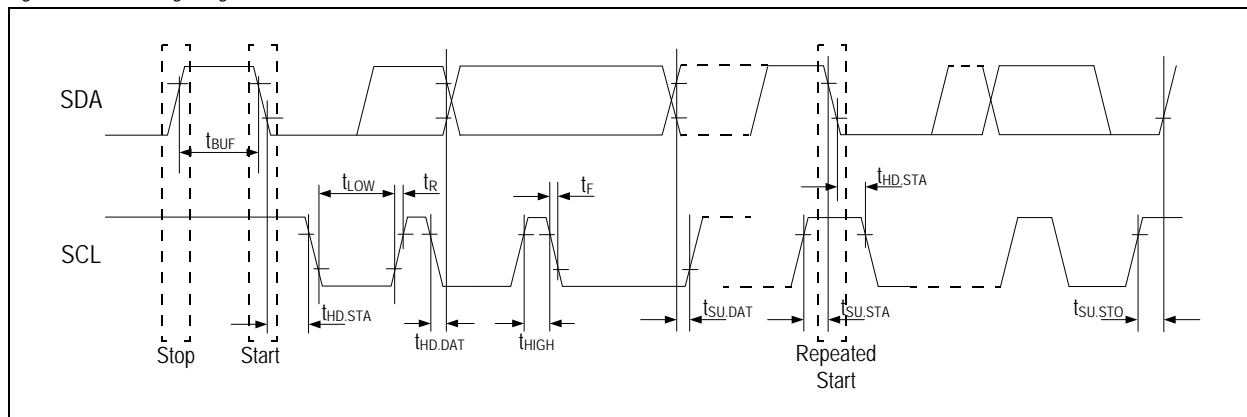 SDA
tBUF
tLOW
tR
tF
tHD.STA
SCL
tHD.STA
tHD.DAT
tHIGH
tSU.DAT
tSU.STA
tSU.STO
Stop
Start
Repeated
Start